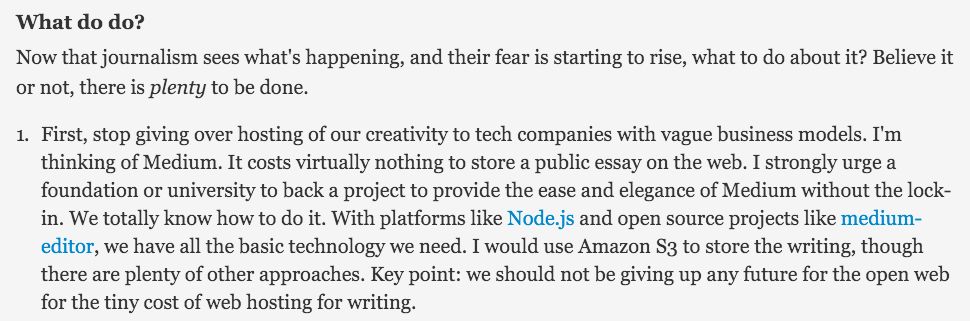 What do do?
Now that journalism sees what's happening, and their fear is starting to rise, what to do about it? Believe it
or not, there is plenty to be done.
1. First, stop giving over hosting of our creativity to tech companies with vague business models. I'm
thinking of Medium. It costs virtually nothing to store a public essay on the web. I strongly urge a
foundation or university to back a project to provide the ease and elegance of Medium without the lock-
in. We totally know how to do it. With platforms like Node.js and open source projects like medium-
editor, we have all the basic technology we need. I would use Amazon S3 to store the writing, though
there are plenty of other approaches. Key point: we should not be giving up any future for the open web
for the tiny cost of web hosting for writing.